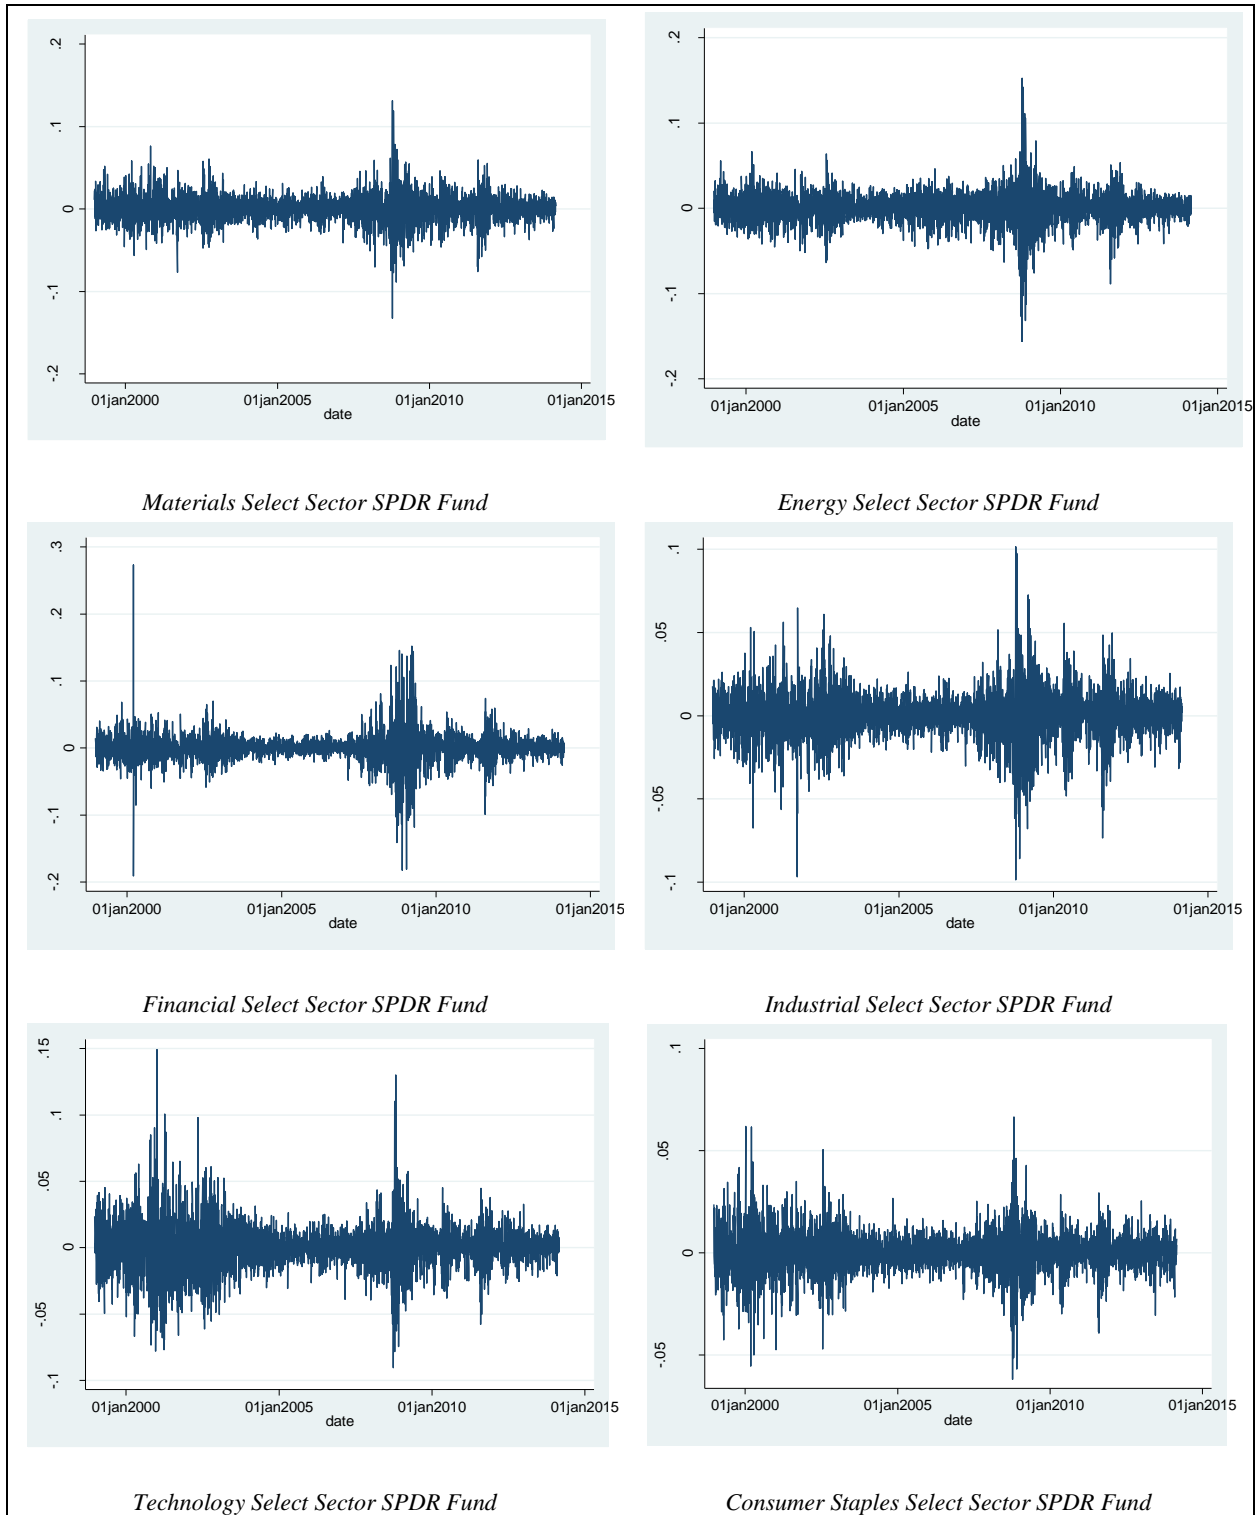 .2
.1
0
-.1
-.2
01jan2000 01jan2005 01jan2010 01jan2015
date
Materials Select Sector SPDR Fund
.2
.1
0
-.1
-.2
01jan2000 01jan2005 01jan2010 01jan2015
date
Energy Select Sector SPDR Fund
.3
.2
.1
0
-.1
-.2
01jan2000 01jan2005 01jan2010 01jan2015
date
Financial Select Sector SPDR Fund
.1
.05
0
-.05
-.1
01jan2000 01jan2005 01jan2010 01jan2015
date
Industrial Select Sector SPDR Fund
.15
.1
.05
0
-.05
-.1
01jan2000 01jan2005 01jan2010 01jan2015
date
Technology Select Sector SPDR Fund
.1
.05
0
-.05
01jan2000 01jan2005 01jan2010 01jan2015
date
Consumer Staples Select Sector SPDR Fund